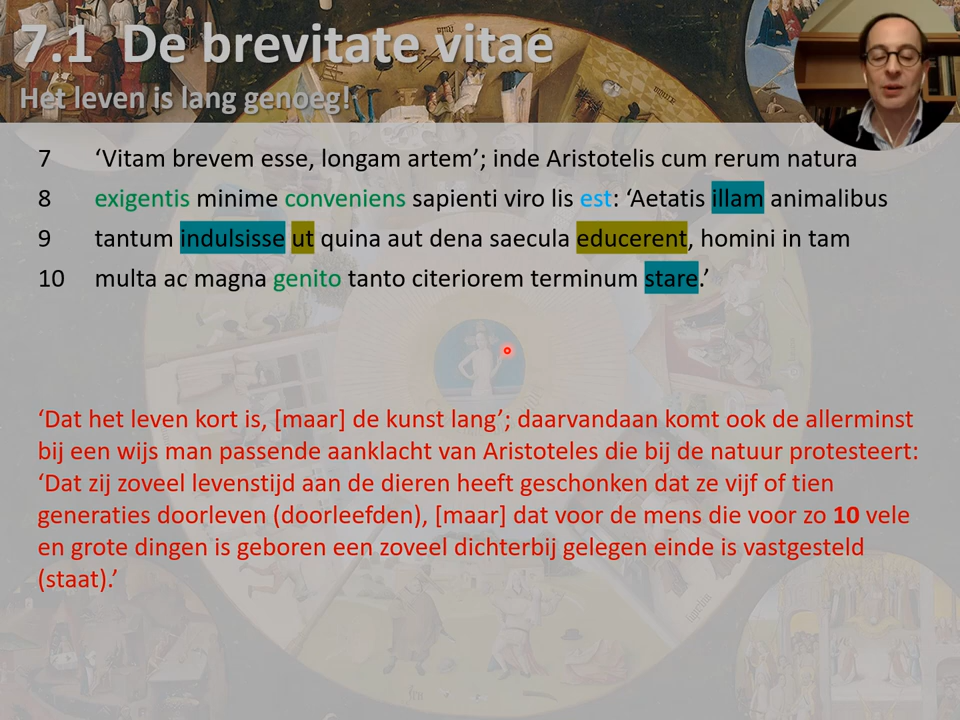 7.1 De brevitate vitae
Het leven is lang genoeg!
7 ‘Vitam brevem esse, longam artem’; inde Aristotelis cum rerum natura
8 exigentis minime conveniens sapienti viro lis est: ‘Aetatis illam animalibus
9 tantum indulsisse ut quina aut dena saecula educerent, homini in tam
10 multa ac magna genito tanto citeriorem terminum stare.’
‘Dat het leven kort is, [maar] de kunst lang’; daarvandaan komt ook de allerminst
bij een wijs man passende aanklacht van Aristoteles die bij de natuur protesteert:
‘Dat zij zoveel levenstijd aan de dieren heeft geschonken dat ze vijf of tien
generaties doorleven (doorleefden), [maar] dat voor de mens die voor zo 10 vele
en grote dingen is geboren een zoveel dichterbij gelegen einde is vastgesteld
(staat).’